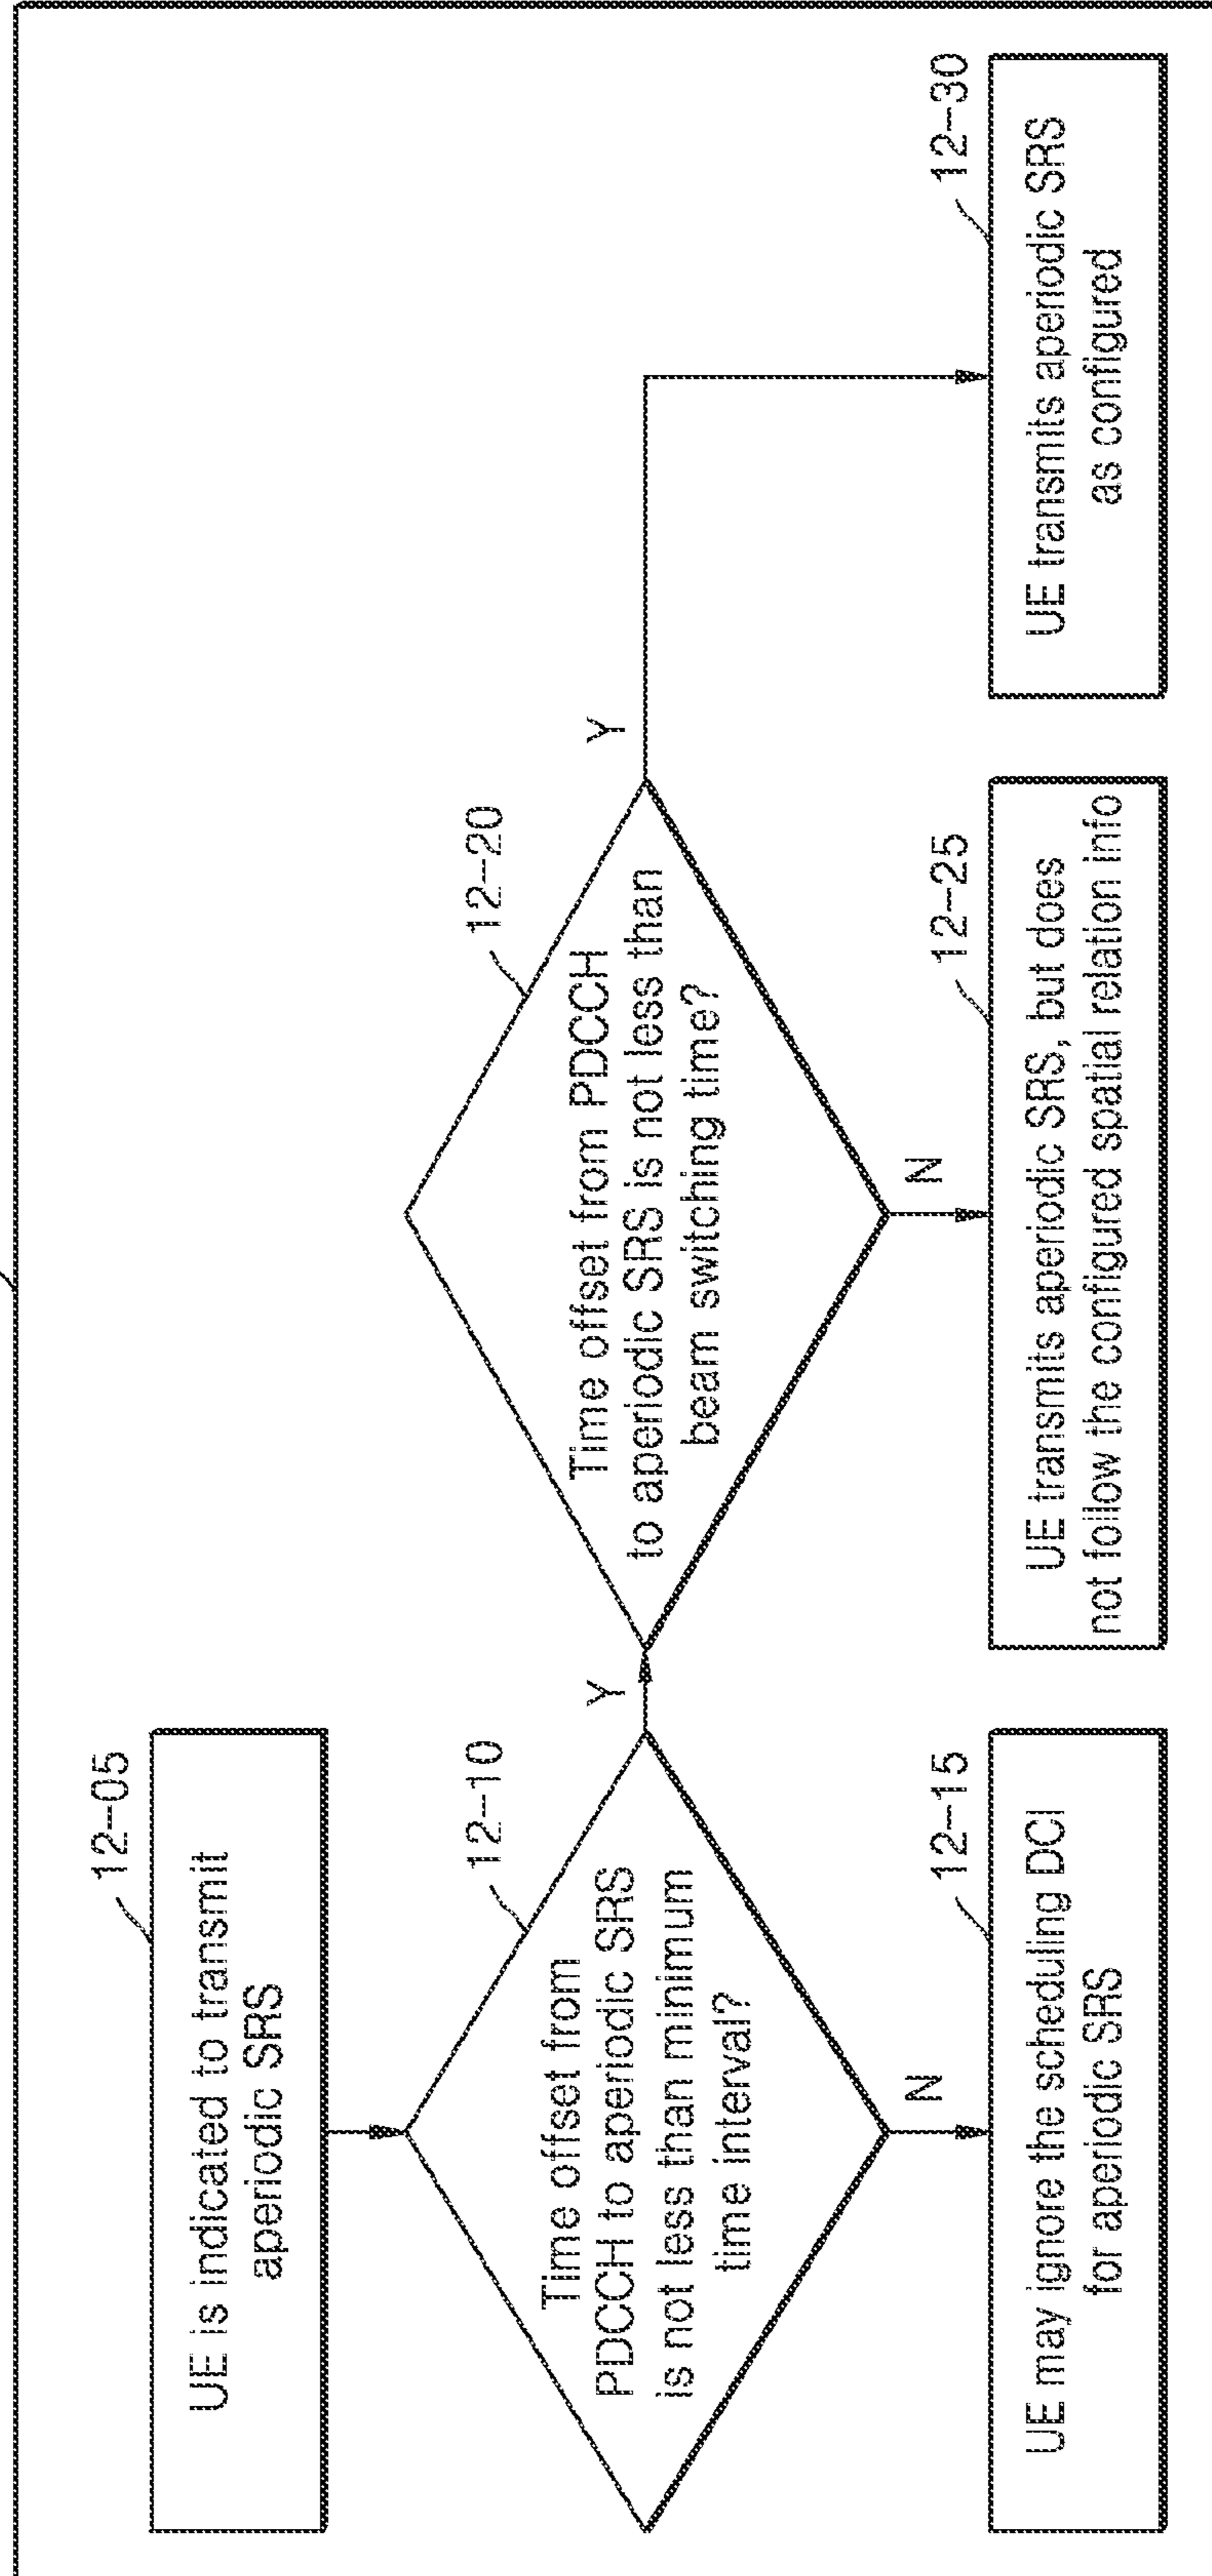 12-05
UE is indicated to transmit
aperiodic SRS
12-10
Time offset from
PDCCH to aperiodic SRS
is not less than minimum
time interval?
Y
N
12-15
UE may ignore the scheduling DCI
for aperiodic SRS
12-20
Time offset from PDCCH
to aperiodic SRS is not less than
beam switching time?
Y
N
12-25
UE transmits aperiodic SRS, but does
not follow the configured spatial relation info
12-30
UE transmits aperiodic SRS
as configured